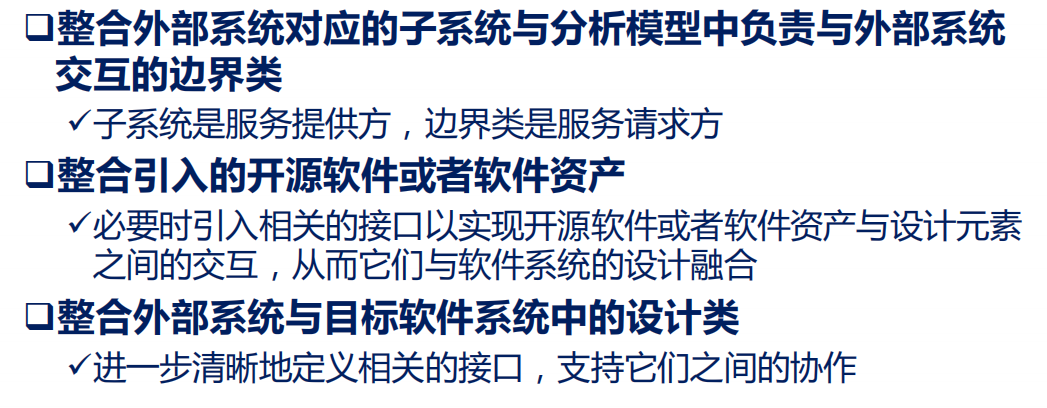 ❑整合外部系统对应的子系统与分析模型中负责与外部系统
交互的边界类
✓子系统是服务提供方，边界类是服务请求方
❑整合引入的开源软件或者软件资产
✓必要时引入相关的接口以实现开源软件或者软件资产与设计元素
之间的交互，从而它们与软件系统的设计融合
❑整合外部系统与目标软件系统中的设计类
✓进一步清晰地定义相关的接口，支持它们之间的协作